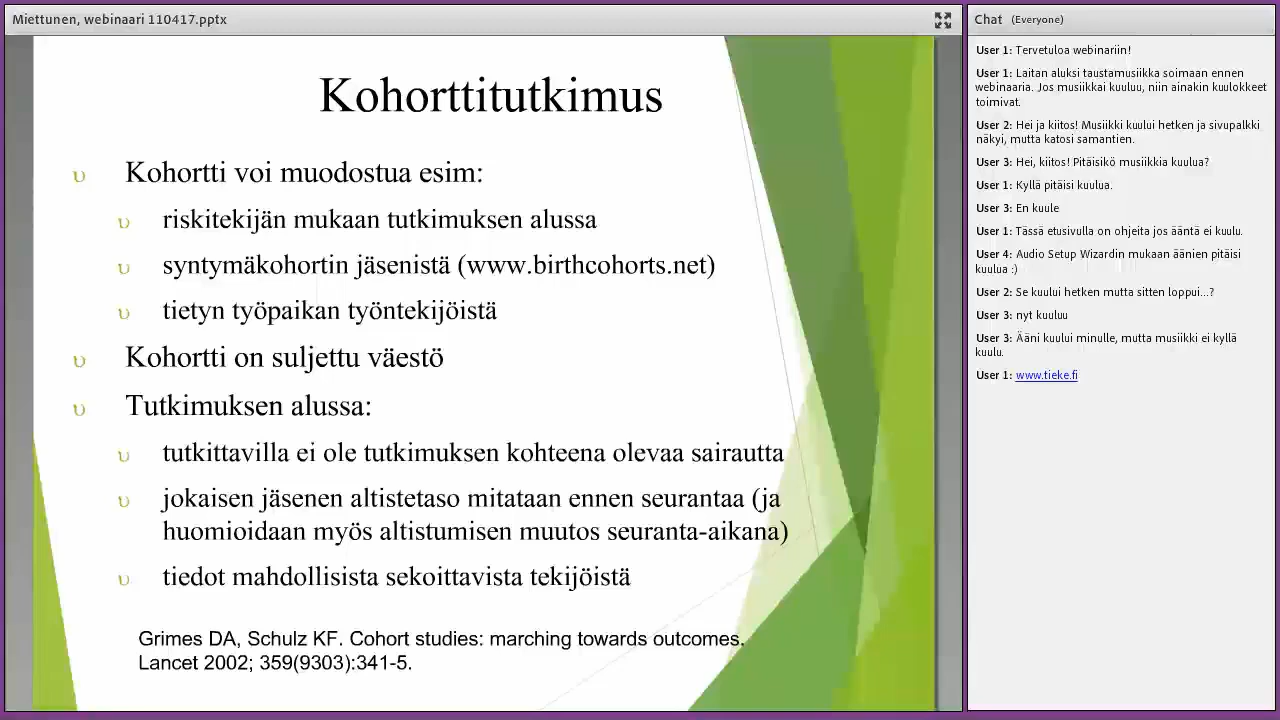 Miettunen, webinaari 110417.pptx
Kohorttitutkimus
υ Kohortti voi muodostua esim:
υ riskitekijän mukaan tutkimuksen alussa
υ syntymäkohortin jäsenistä (www.birthcohorts.net)
υ tietyn työpaikan työntekijöistä
υ Kohortti on suljettu väestö
υ Tutkimuksen alussa:
υ tutkittavilla ei ole tutkimuksen kohteena olevaa sairautta
υ jokaisen jäsenen altistetaso mitataan ennen seurantaa (ja
huomioidaan myös altistumisen muutos seuranta-aikana)
υ tiedot mahdollisista sekoittavista tekijöistä
Grimes DA, Schulz KF. Cohort studies: marching towards outcomes.
Lancet 2002; 359(9303):341-5.
Chat (Everyone)
User 1: Tervetuloa webinariin!
User 1: Laitan aluksi taustamusiikka soimaan ennen
webinaaria. Jos musiikkai kuuluu, niin ainakin kuulokkeet
toimivat.
User 2: Hei ja kiitos! Musiikki kuului hetken ja sivupalkki
näkyi, mutta katosi samantien.
User 3: Hei, kiitos! Pitäisikö musiikkia kuulua?
User 1: Kyllä pitäisi kuulua.
User 3: En kuule
User 1: Tässä etusivulla on ohjeita jos ääntä ei kuulu.
User 4: Audio Setup Wizardin mukaan äänien pitäisi
kuulua :)
User 2: Se kuului hetken mutta sitten loppui...?
User 3: nyt kuuluu
User 3: Ääni kuului minulle, mutta musiikki ei kyllä
kuulu.
User 1: www.tieke.fi